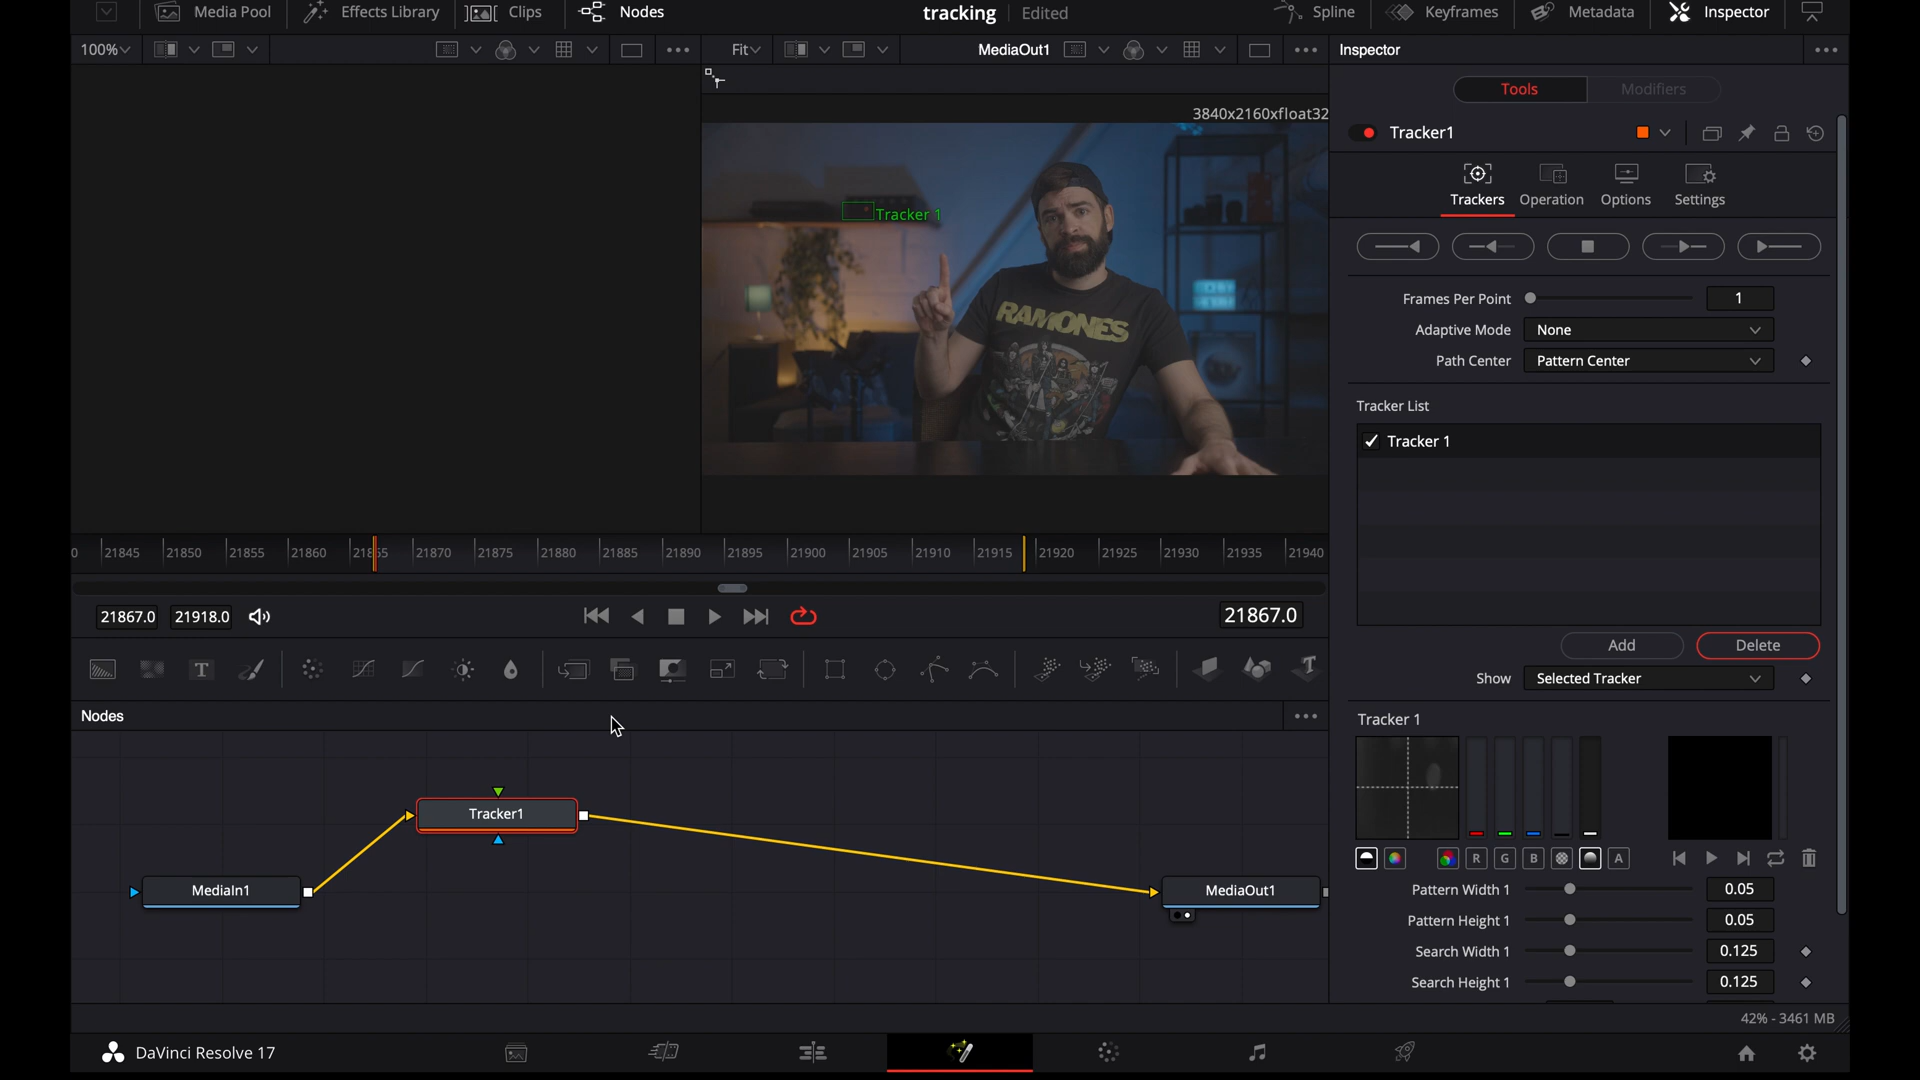 Media Pool
Effects Library
Clips
Nodes
tracking
Edited
Spline
Keyframes
Metadata
Inspector
100%
Fit
MediaOut1
Inspector
Tools
Modifiers
3840x2160xfloat32
Tracker1
Tracker 1
RAMONES
Trackers
Operation
Options
Settings
Frames Per Point
1
Adaptive Mode
None
Path Center
Pattern Center
Tracker List
Tracker 1
0
21845
21850
21855
21860
21865
21870
21875
21880
21885
21890
21895
21900
21905
21910
21915
21920
21925
21930
21935
21940
21867.0
21918.0
21867.0
Add
Delete
Show
Selected Tracker
T
T
Nodes
Tracker 1
Tracker1
MediaIn1
MediaOut1
R
G
B
A
Pattern Width 1
0.05
Pattern Height 1
0.05
Search Width 1
0.125
Search Height 1
0.125
42% - 3461 MB
DaVinci Resolve 17